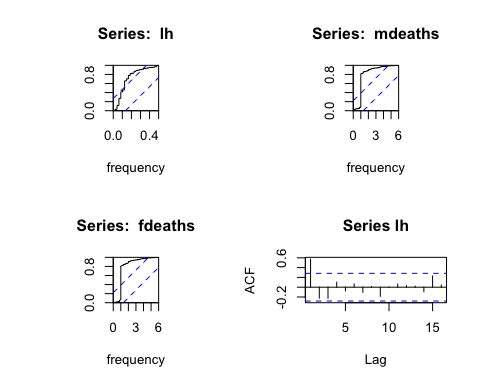 Series:  lh
0.8
0.0
0.0
0.4
frequency
Series:  mdeaths
0.8
0.0
0
3
6
frequency
Series:  fdeaths
0.8
0.0
0
3
6
frequency
Series lh
ACF
0.6
-0.2
5
10
15
Lag